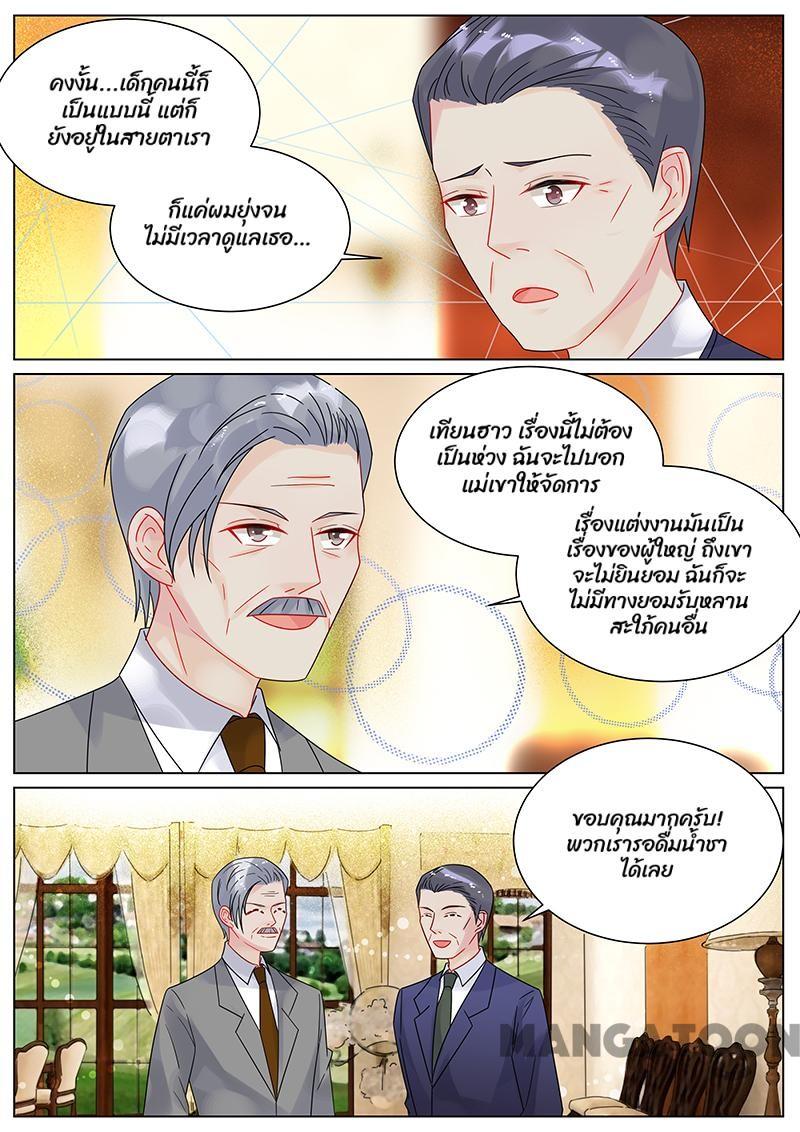 คงงั้น...เด็กคนนี้ก็
เป็นแบบนี้ แต่ก็
ยังอยู่ในสายตาเรา
ก็แค่ผมยุ่งจน
ไม่มีเวลาดูแลเธอ...
เทียนฮาว เรื่องนี้ไม่ต้อง
เป็นห่วง ฉันจะไปบอก
แม่เขาให้จัดการ
เรื่องแต่งงานมันเป็น
เรื่องของผู้ใหญ่ ถึงเขา
จะไม่ยินยอม ฉันก็จะ
ไม่มีทางยอมรับหลาน
สะใภ้คนอื่น
ขอบคุณมากครับ!
พวกเรารอดื่มน้ำชา
ได้เลย
MANGATOON